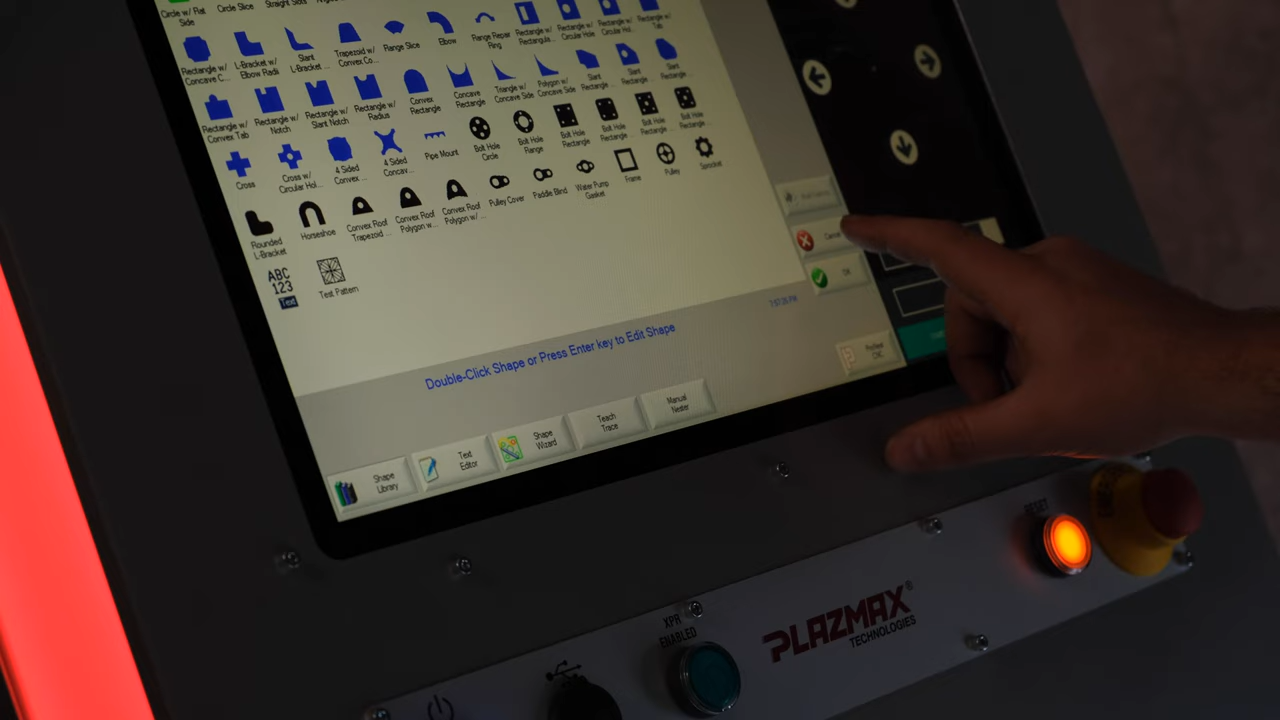 Circle w/ Flat
Side
Circle Slice
Straight Slots
Rectangle w/
Concave C...
L-Bracket w/
Elbow Radii
Slant
L-Bracket ...
Trapezoid w/
Convex Co...
Flange Slice
Elbow
Flange Repair
Ring
Rectangle w/
Rectangula...
Rectangle w/
Circular Hole
Rectangle w/
Circular Hole
Rectangle w/
Tab
Rectangle w/
Convex Tab
Rectangle w/
Notch
Rectangle w/
Slant Notch
Rectangle w/
Radius
Convex
Rectangle
Concave
Rectangle
Triangle w/
Concave Side
Polygon w/
Concave Side
Slant
Rectangle ...
Slant
Rectangle ...
Slant
Rectangle ...
Cross
Cross w/
Circular Hol...
4 Sided
Convex ...
4 Sided
Concav...
Pipe Mount
Bolt Hole
Circle
Bolt Hole
Flange
Bolt Hole
Rectangle
Bolt Hole
Rectangle ...
Bolt Hole
Rectangle ...
Bolt Hole
Rectangle ...
Rounded
L-Bracket
Horseshoe
Convex Roof
Trapezoid ...
Convex Roof
Polygon w...
Convex Roof
Polygon w/ ...
Pulley Cover
Paddle Blind
Water Pump
Gasket
Frame
Pulley
Sprocket
ABC
123
Text
Test Pattern
Cancel
OK
7:57:26 PM
Double-Click Shape or Press Enter key to Edit Shape
Shape
Library
Text
Editor
Shape
Wizard
Teach
Trace
Manual
Nester
ProNest
CNC
RESET
XPR
ENABLED
PLAZMAX®
TECHNOLOGIES